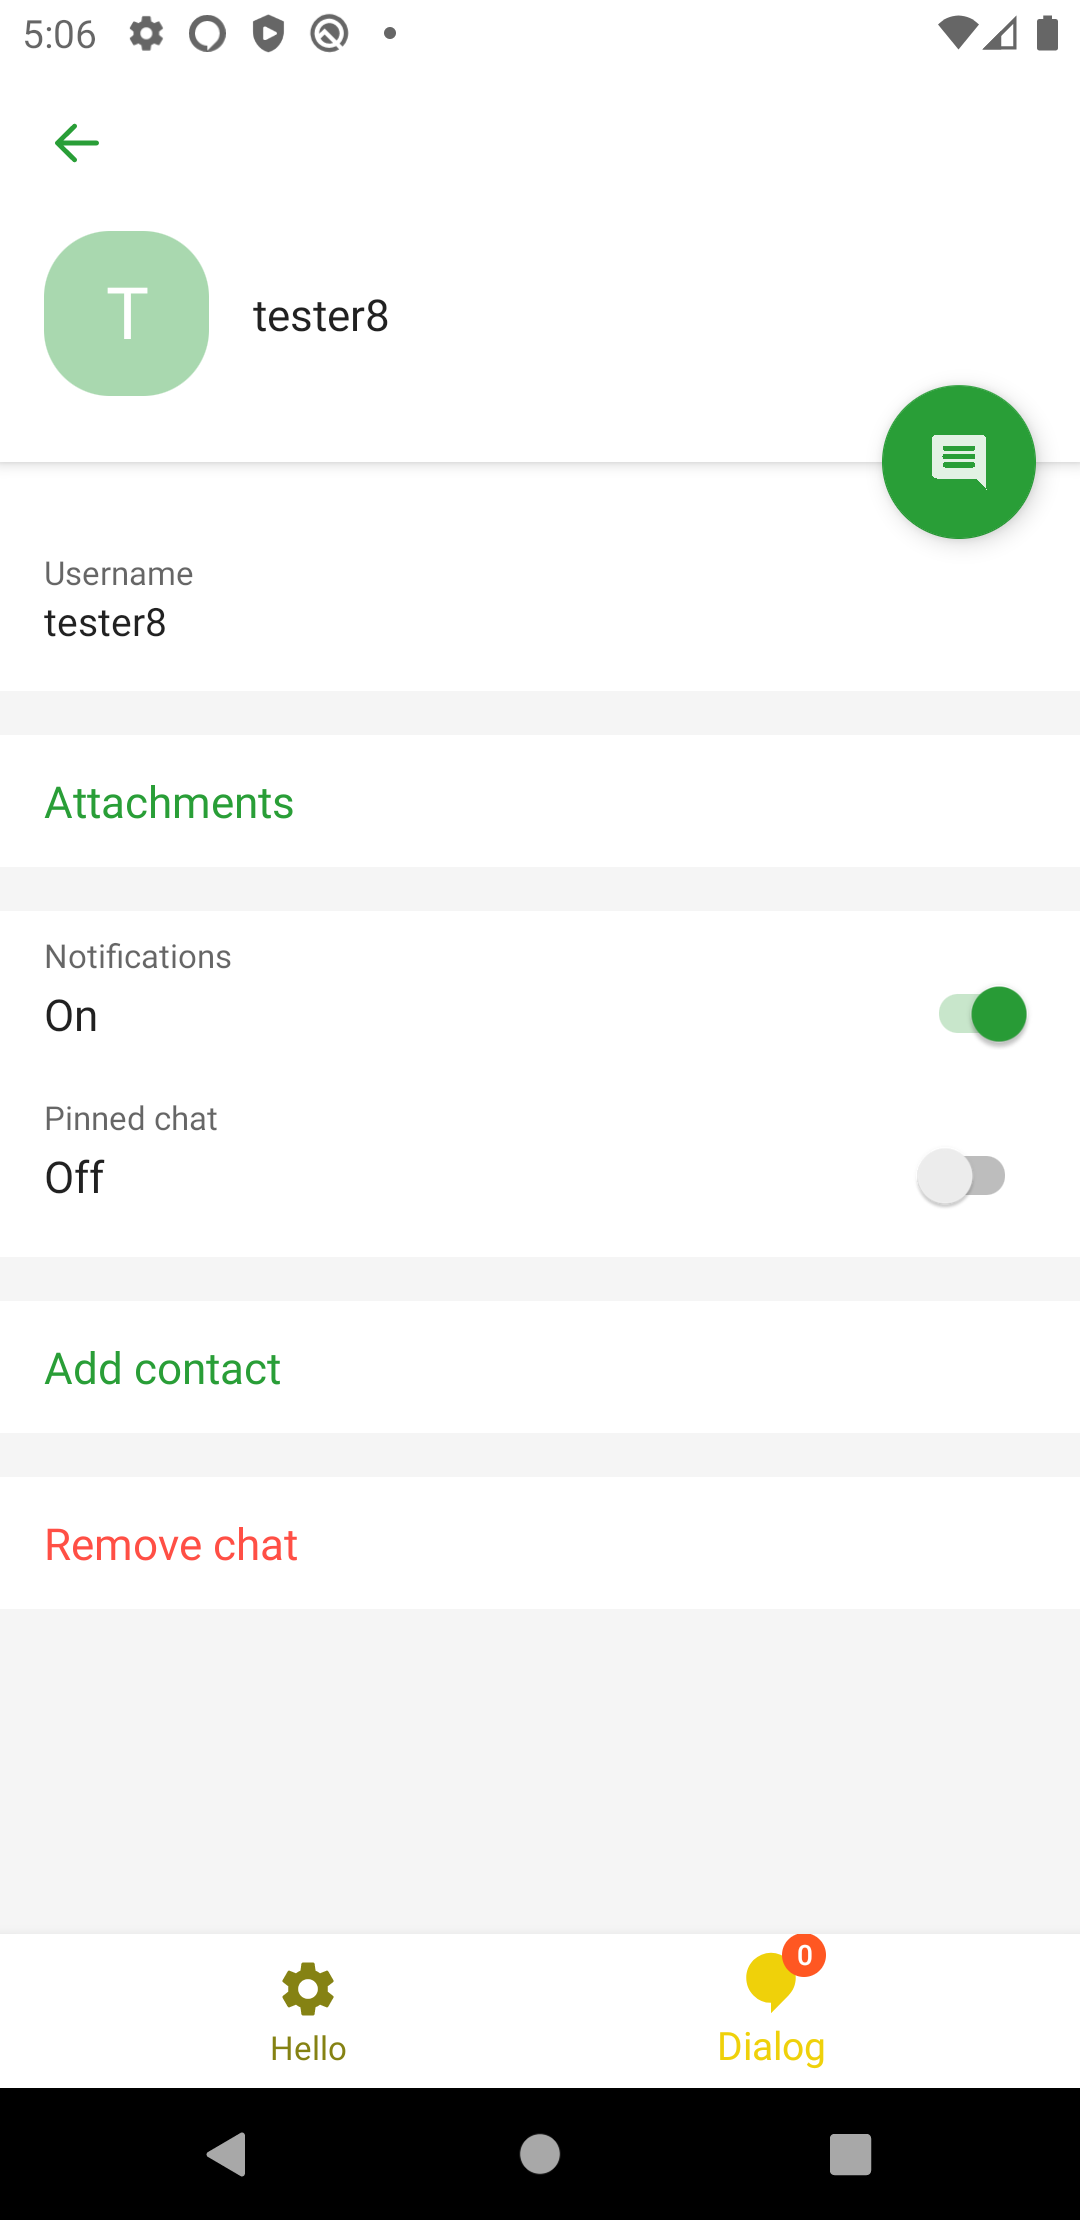 5:06
T
tester8
Username
tester8
Attachments
Notifications
On
Pinned chat
Off
Add contact
Remove chat
0
Hello
Dialog